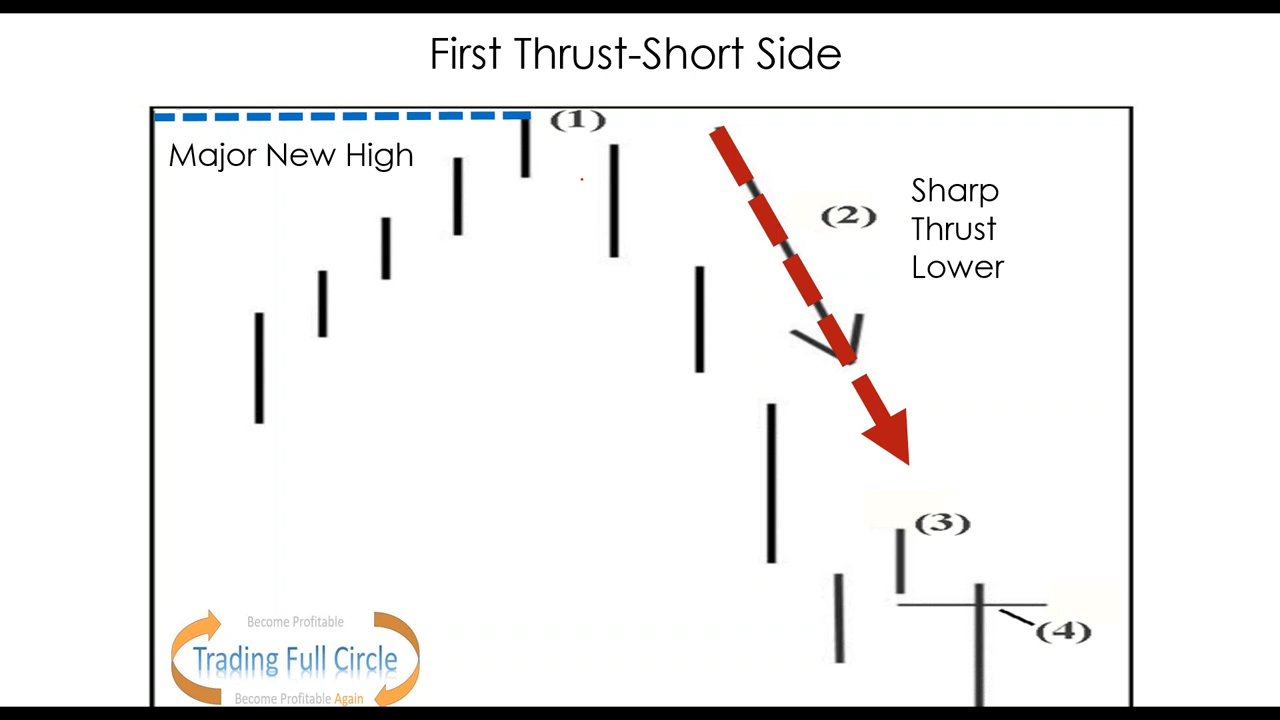 First Thrust-Short Side
(1)
Major New High
(2)
Sharp
Thrust
Lower
(3)
(4)
Become Profitable
Trading Full Circle
Become Profitable Again